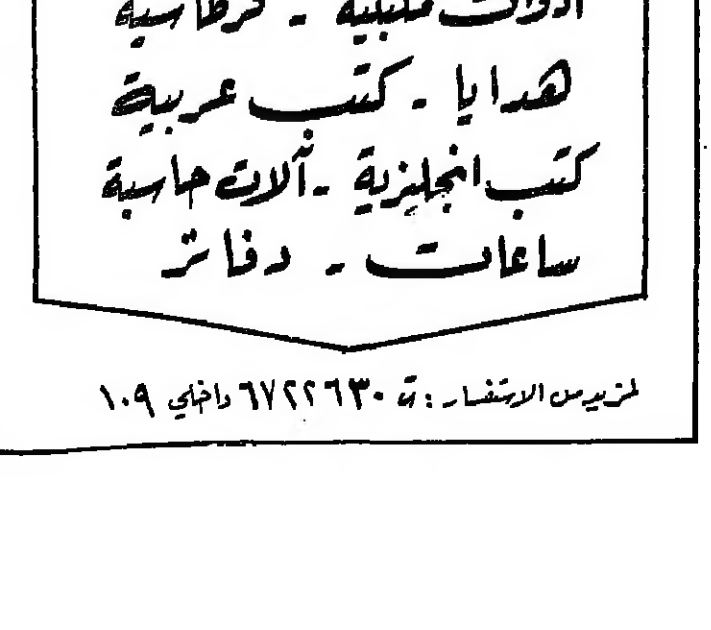 أدوات مكتبية - قرطاسية
هدايا - كتب عربية
كتب انجليزية - آلات حاسبة
ساعات - دفاتر
لمزيد من الاستفسار : ت ٦٧٢٢٦٣٠ داخلي ١٠٩